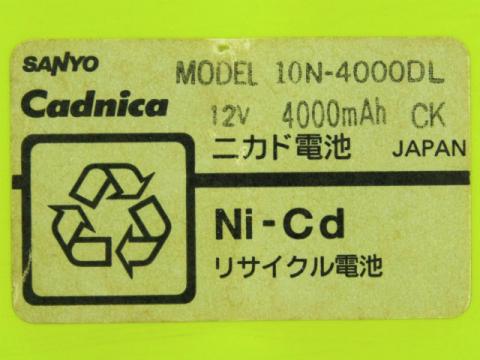 SANYO
Cadnica
MODEL 10N-4000DL
12V 4000mAh CK
ニカド電池 JAPAN
Ni-Cd
リサイクル電池